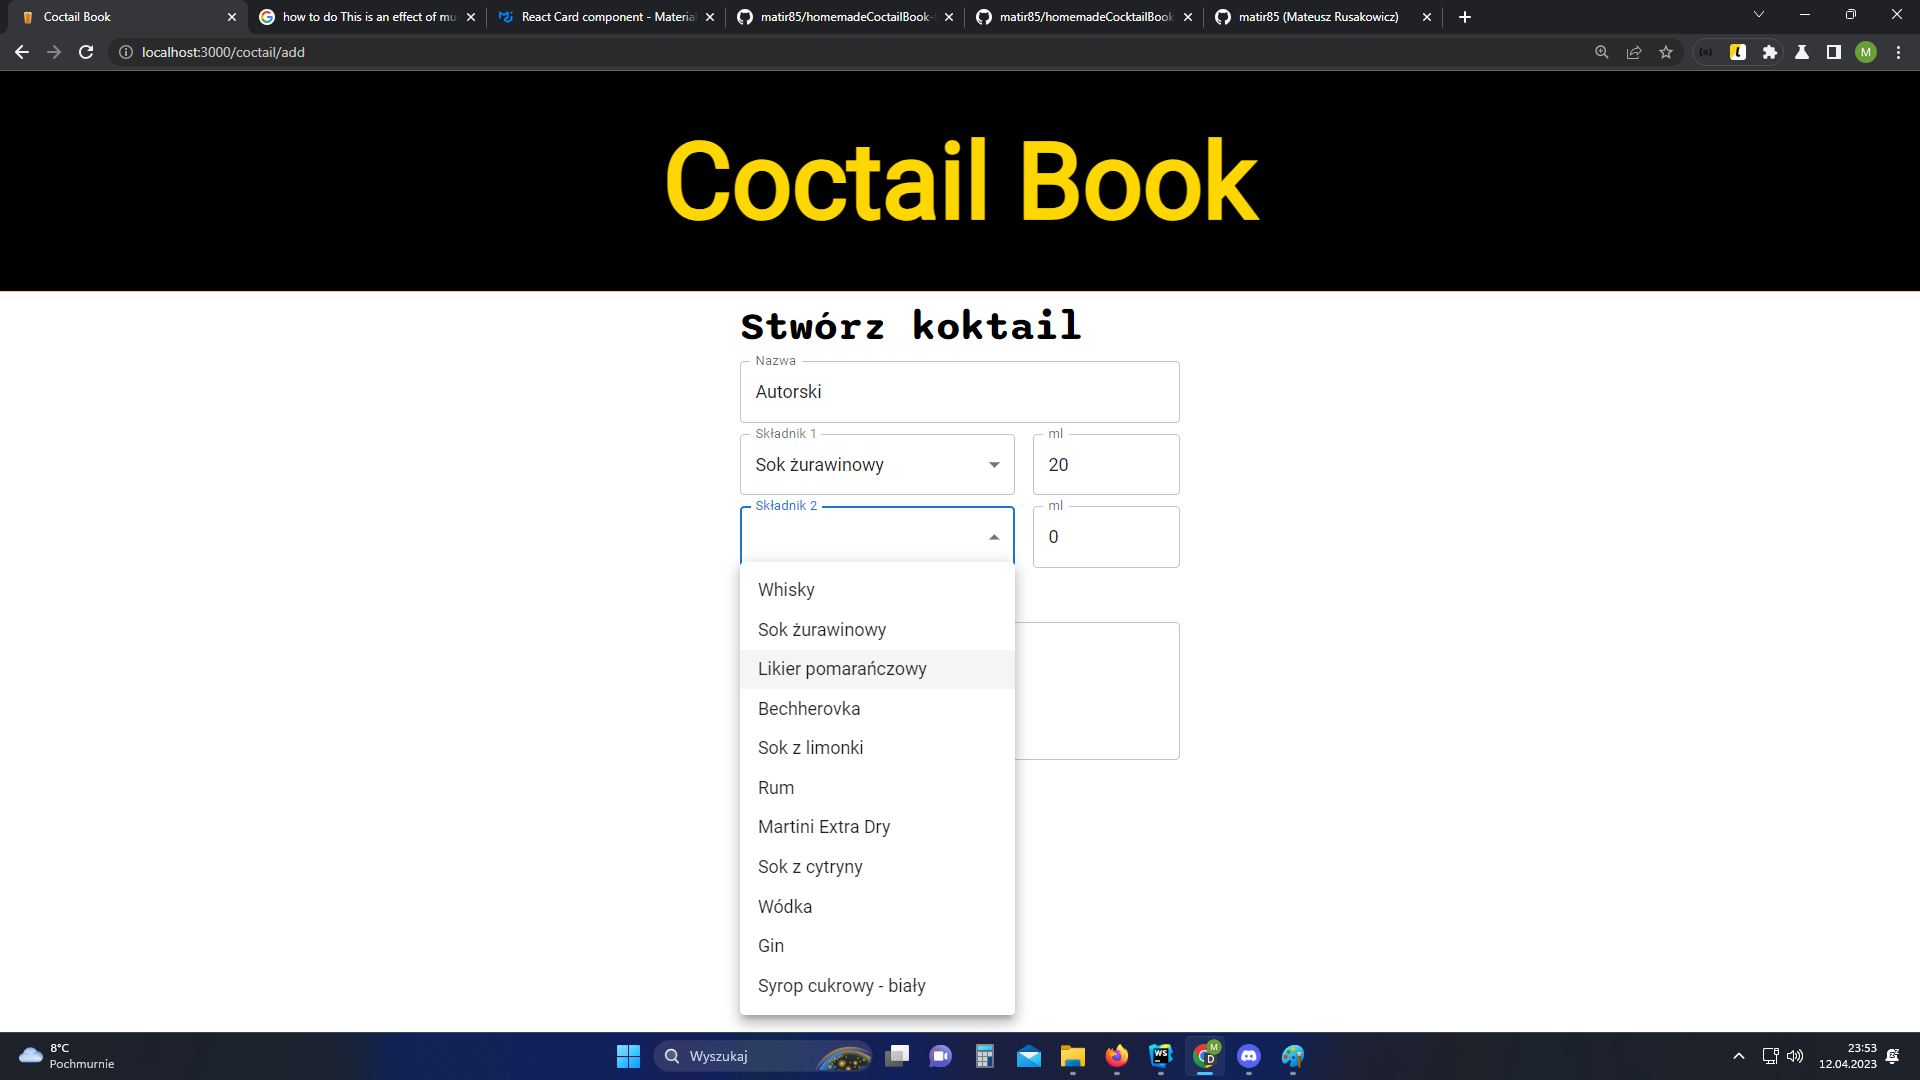 Coctail Book
how to do This is an effect of mu
React Card component - Material
matir85/homemadeCoctailBook-
matir85/homemadeCocktailBook
matir85 (Mateusz Rusakowicz)
localhost:3000/coctail/add
M
Coctail Book
Stwórz koktail
Nazwa
Autorski
Składnik 1
Sok żurawinowy
ml
20
Składnik 2
ml
0
Whisky
Sok żurawinowy
Likier pomarańczowy
Bechherovka
Sok z limonki
Rum
Martini Extra Dry
Sok z cytryny
Wódka
Gin
Syrop cukrowy - biały
8°C
Pochmurnie
Wyszukaj
WS
M
D
23:53
12.04.2023